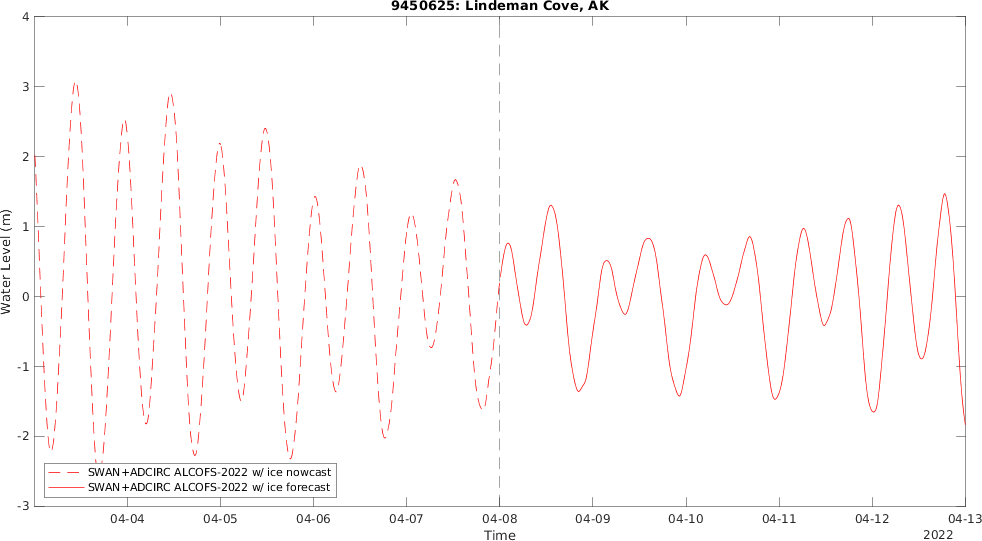 9450625: Lindeman Cove, AK
4
3
2
1
0
-1
-2
-3
Water Level (m)
SWAN+ADCIRC ALCOFS-2022 w/ ice nowcast
SWAN+ADCIRC ALCOFS-2022 w/ ice forecast
04-04 04-05 04-06 04-07 04-08 04-09 04-10 04-11 04-12 04-13
Time
2022